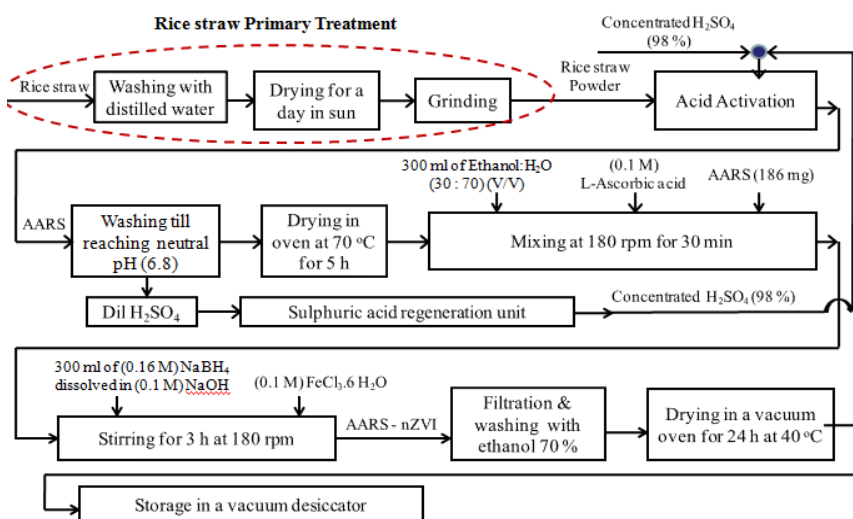 Rice straw Primary Treatment
Concentrated H₂SO₄
(98 %)
Rice straw
Washing with
distilled water
Drying for a
day in sun
Grinding
Rice straw
Powder
Acid Activation
300 ml of Ethanol:H₂O
(30 : 70) (V/V)
(0.1 M)
L-Ascorbic acid
AARS (186 mg)
AARS
Washing till
reaching neutral
pH (6.8)
Drying in
oven at 70 °C
for 5 h
Mixing at 180 rpm for 30 min
Dil H₂SO₄
Sulphuric acid regeneration unit
Concentrated H₂SO₄ (98 %)
300 ml of (0.16 M) NaBH₄
dissolved in (0.1 M) NaOH
(0.1 M) FeCl₃.6 H₂O
Stirring for 3 h at 180 rpm
AARS - nZVI
Filtration &
washing with
ethanol 70 %
Drying in a vacuum
oven for 24 h at 40 °C
Storage in a vacuum desiccator